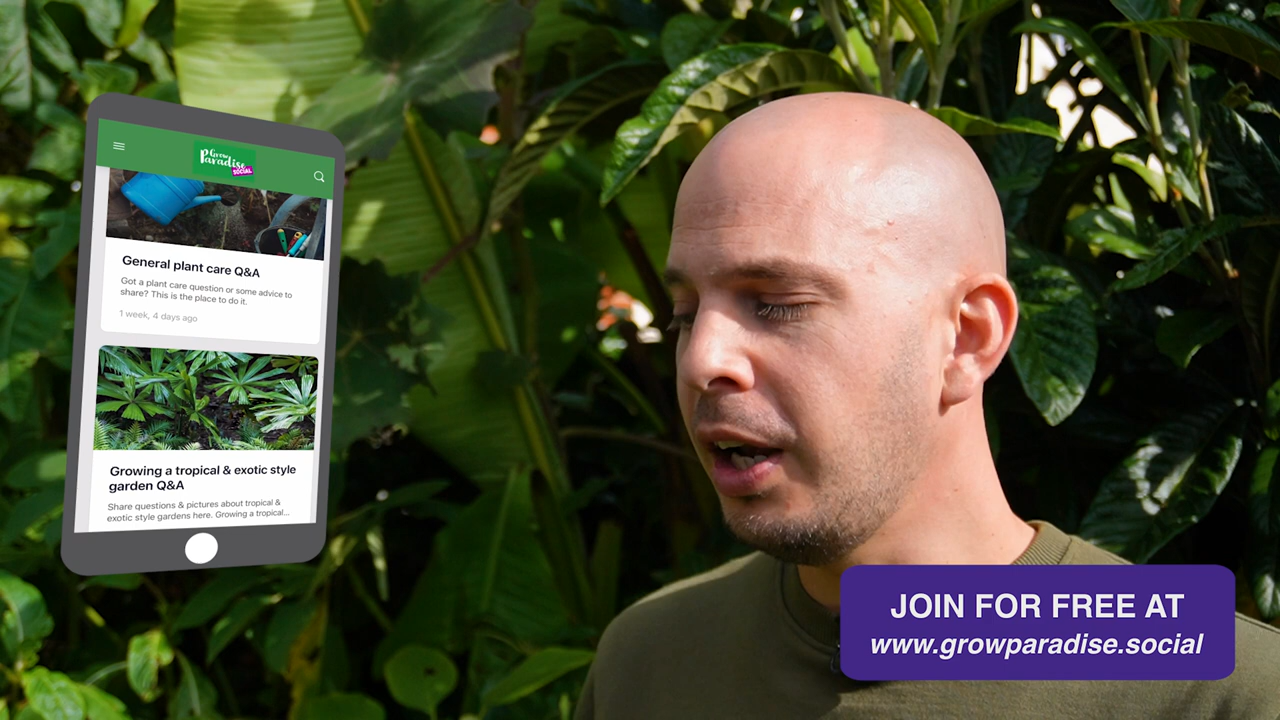 Grow
Paradise
SOCIAL
General plant care Q&A
Got a plant care question or some advice to
share? This is the place to do it.
1 week, 4 days ago
Growing a tropical & exotic style
garden Q&A
Share questions & pictures about tropical &
exotic style gardens here. Growing a tropical...
JOIN FOR FREE AT
www.growparadise.social